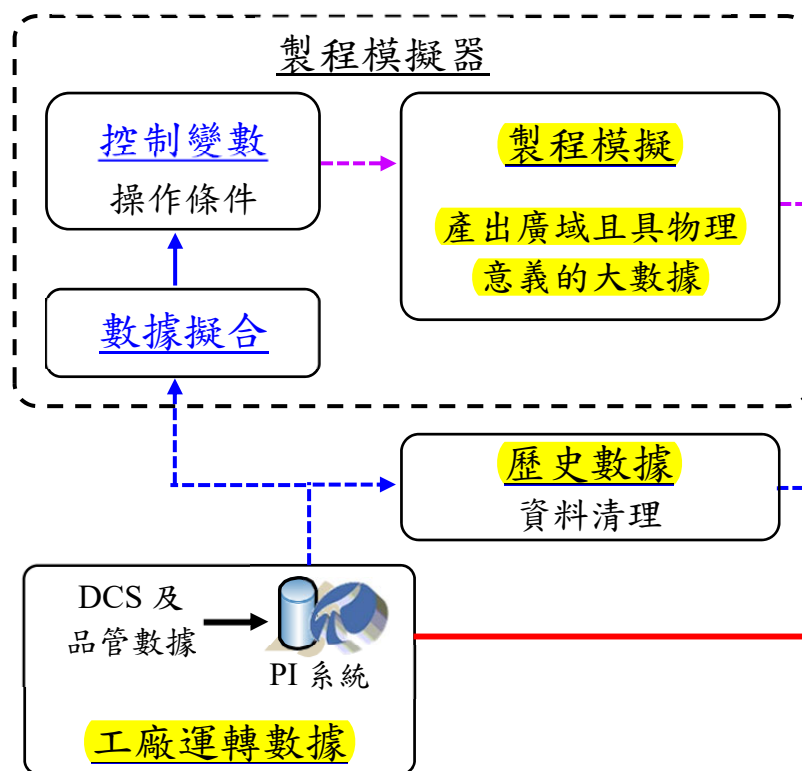 製程模擬器
控制變數
操作條件
製程模擬
產出廣域且具物理
意義的大數據
數據擬合
歷史數據
資料清理
DCS 及
品管數據
PI 系統
工廠運轉數據